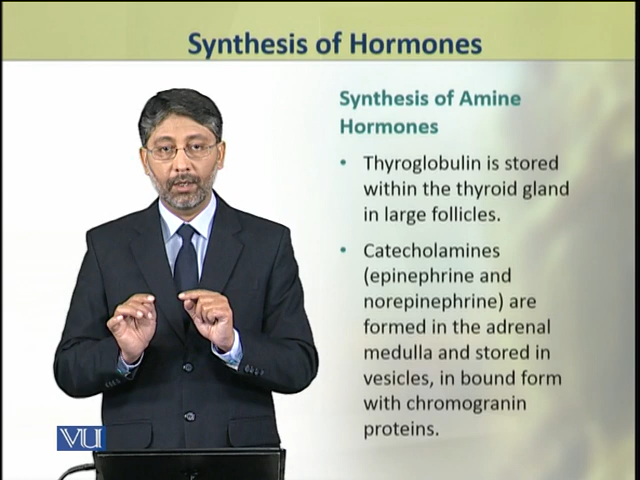 Synthesis of Hormones
Synthesis of Amine
Hormones
• Thyroglobulin is stored
within the thyroid gland
in large follicles.
• Catecholamines
(epinephrine and
norepinephrine) are
formed in the adrenal
medulla and stored in
vesicles, in bound form
with chromogranin
proteins.
VU